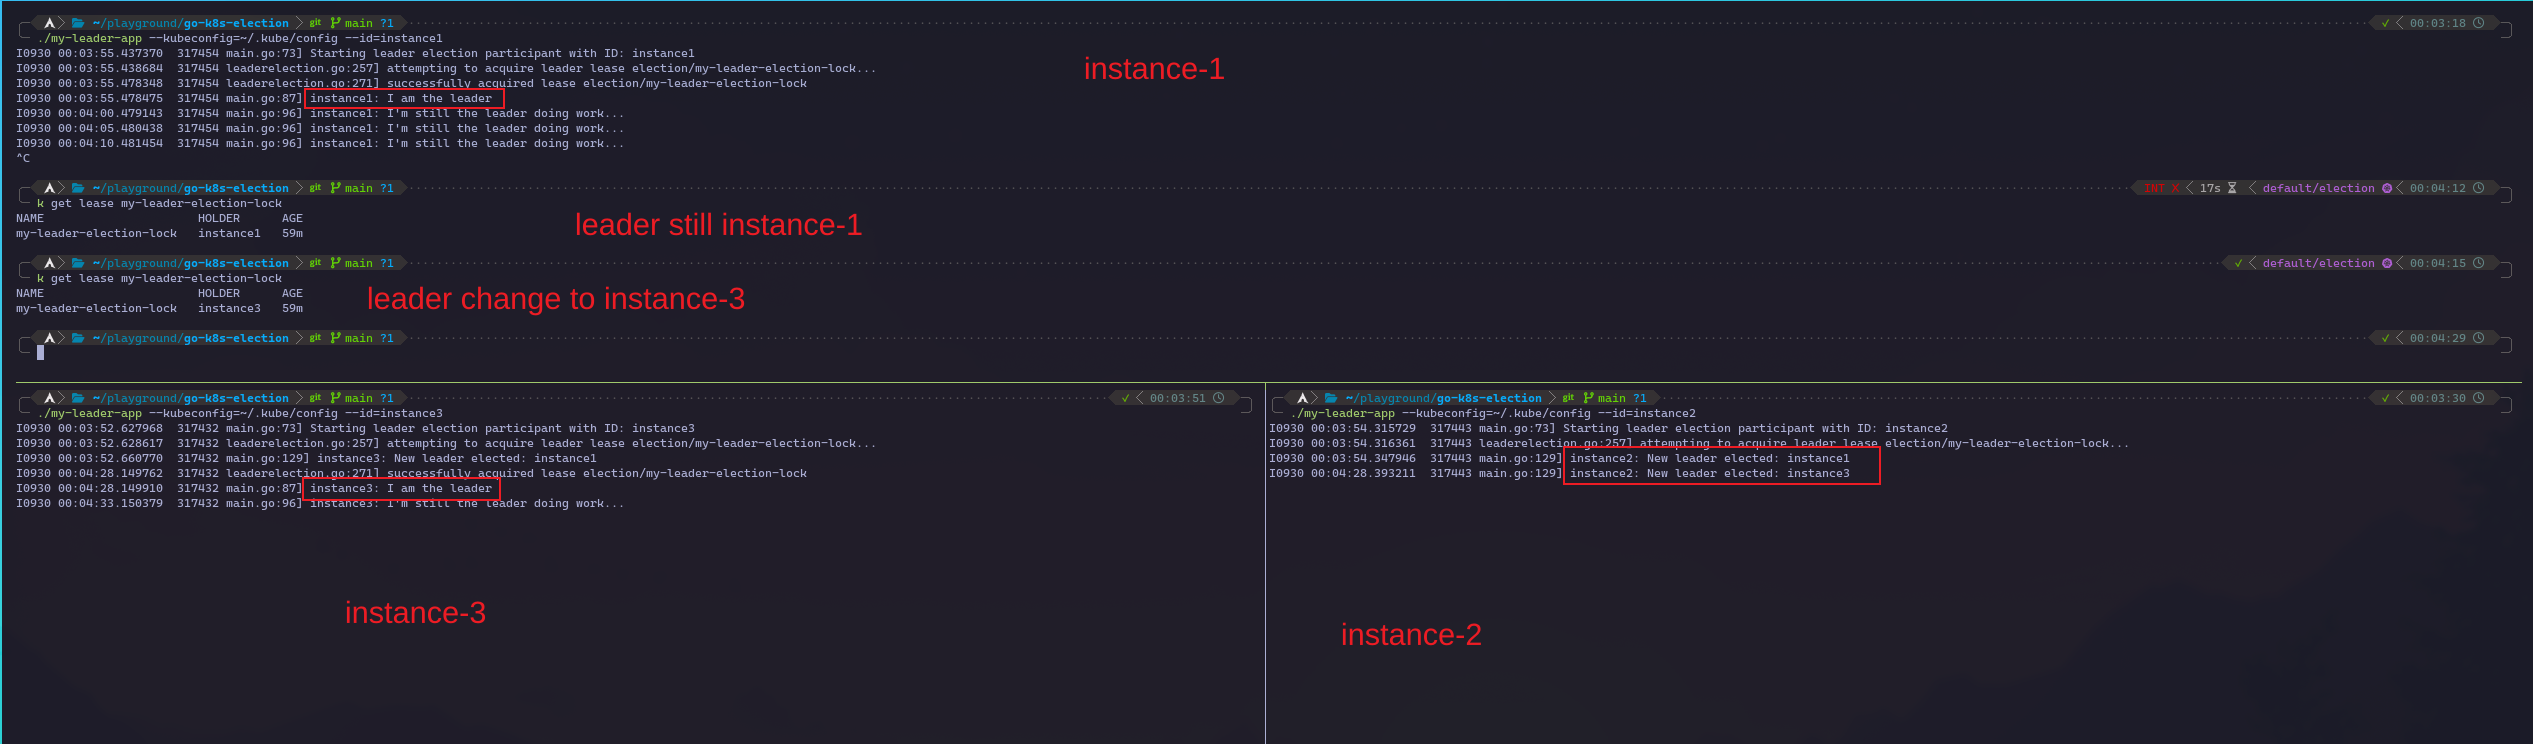 ~/playground/go-k8s-election git main ?1 ✓ 00:03:18
./my-leader-app --kubeconfig=~/.kube/config --id=instance1
I0930 00:03:55.437370 317454 main.go:73] Starting leader election participant with ID: instance1
I0930 00:03:55.438684 317454 leaderelection.go:257] attempting to acquire leader lease election/my-leader-election-lock...
instance-1
I0930 00:03:55.478348 317454 leaderelection.go:271] successfully acquired lease election/my-leader-election-lock
I0930 00:03:55.478475 317454 main.go:87] instance1: I am the leader
I0930 00:04:00.479143 317454 main.go:96] instance1: I'm still the leader doing work...
I0930 00:04:05.480438 317454 main.go:96] instance1: I'm still the leader doing work...
I0930 00:04:10.481454 317454 main.go:96] instance1: I'm still the leader doing work...
^C
~/playground/go-k8s-election git main ?1 INT ✗ 17s default/election 00:04:12
k get lease my-leader-election-lock
NAME HOLDER AGE
my-leader-election-lock instance1 59m
leader still instance-1
~/playground/go-k8s-election git main ?1 ✓ default/election 00:04:15
k get lease my-leader-election-lock
NAME HOLDER AGE
my-leader-election-lock instance3 59m
leader change to instance-3
~/playground/go-k8s-election git main ?1 ✓ 00:04:29
~/playground/go-k8s-election git main ?1 ✓ 00:03:51
./my-leader-app --kubeconfig=~/.kube/config --id=instance3
I0930 00:03:52.627968 317432 main.go:73] Starting leader election participant with ID: instance3
I0930 00:03:52.628617 317432 leaderelection.go:257] attempting to acquire leader lease election/my-leader-election-lock...
I0930 00:03:52.660770 317432 main.go:129] instance3: New leader elected: instance1
I0930 00:04:28.149762 317432 leaderelection.go:271] successfully acquired lease election/my-leader-election-lock
I0930 00:04:28.149910 317432 main.go:87] instance3: I am the leader
I0930 00:04:33.150379 317432 main.go:96] instance3: I'm still the leader doing work...
instance-3
~/playground/go-k8s-election git main ?1 ✓ 00:03:30
./my-leader-app --kubeconfig=~/.kube/config --id=instance2
I0930 00:03:54.315729 317443 main.go:73] Starting leader election participant with ID: instance2
I0930 00:03:54.316361 317443 leaderelection.go:257] attempting to acquire leader lease election/my-leader-election-lock...
I0930 00:03:54.347946 317443 main.go:129] instance2: New leader elected: instance1
I0930 00:04:28.393211 317443 main.go:129] instance2: New leader elected: instance3
instance-2